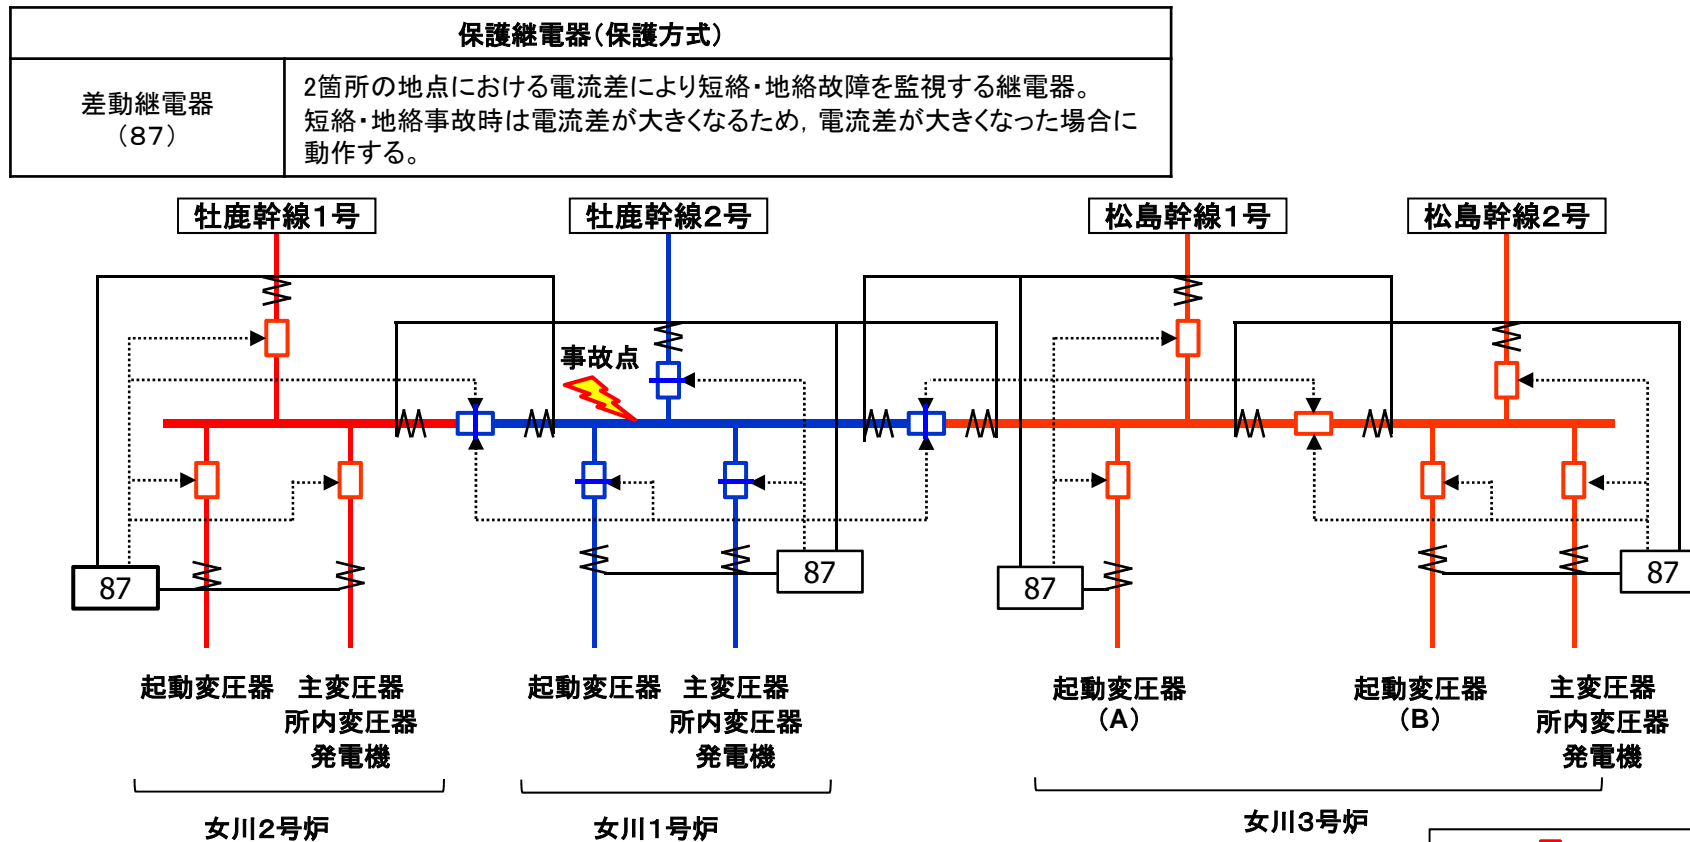 保護継電器(保護方式)
差動継電器
(87)
2箇所の地点における電流差により短絡・地絡故障を監視する継電器。
短絡・地絡事故時は電流差が大きくなるため,電流差が大きくなった場合に
動作する。
牡鹿幹線1号
牡鹿幹線2号
松島幹線1号
松島幹線2号
事故点
87
87
87
87
起動変圧器
主変圧器
所内変圧器
発電機
起動変圧器
主変圧器
所内変圧器
発電機
起動変圧器
(A)
起動変圧器
(B)
主変圧器
所内変圧器
発電機
女川2号炉
女川1号炉
女川3号炉